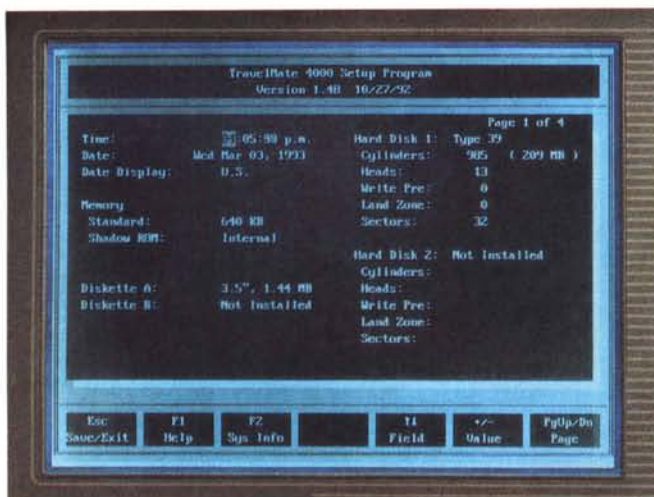 TravelMate 4000 Setup Program
Version 1.48 10/27/92
Page 1 of 4
Time: :05: p.m.
Date: Wed Mar 03, 1993
Date Display: U.S.
Memory
Standard: 640 KB
Shadow ROM: Internal
Diskette A: 3.5", 1.44 MB
Diskette B: Not Installed
Hard Disk 1: Type 39
Cylinders: 985 ( 209 MB )
Heads: 13
Write Pre: 0
Land Zone: 0
Sectors: 32
Hard Disk 2: Not Installed
Cylinders:
Heads:
Write Pre:
Land Zone:
Sectors:
Esc
Save/Exit
F1
Help
F2
Sys Info
↑↓
Field
+/-
Value
PgUp/Dn
Page